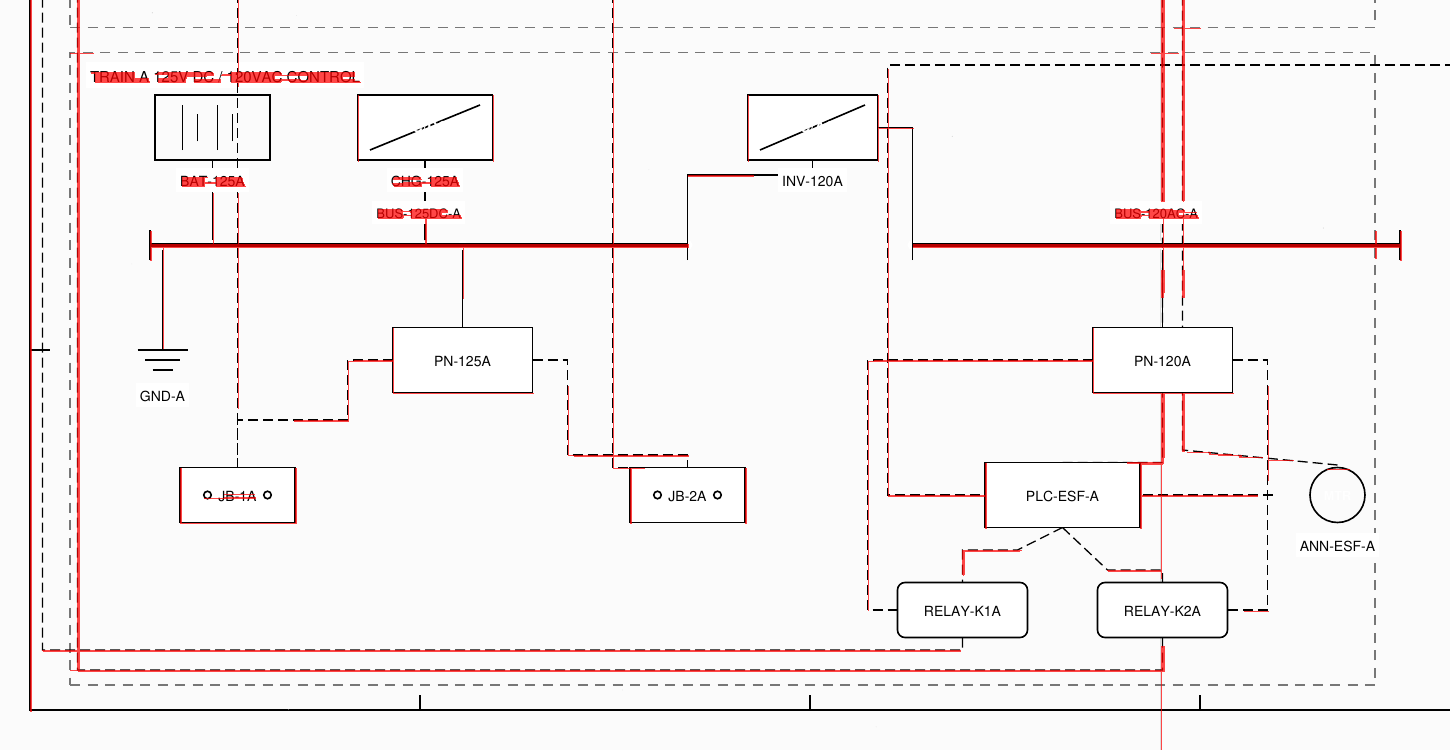 TRAIN A 125V DC / 120VAC CONTROL
BAT-125A
CHG-125A
INV-120A
BUS-125DC-A
BUS-120AC-A
PN-125A
PN-120A
GND-A
JB-1A
JB-2A
PLC-ESF-A
ANN-ESF-A
RELAY-K1A
RELAY-K2A